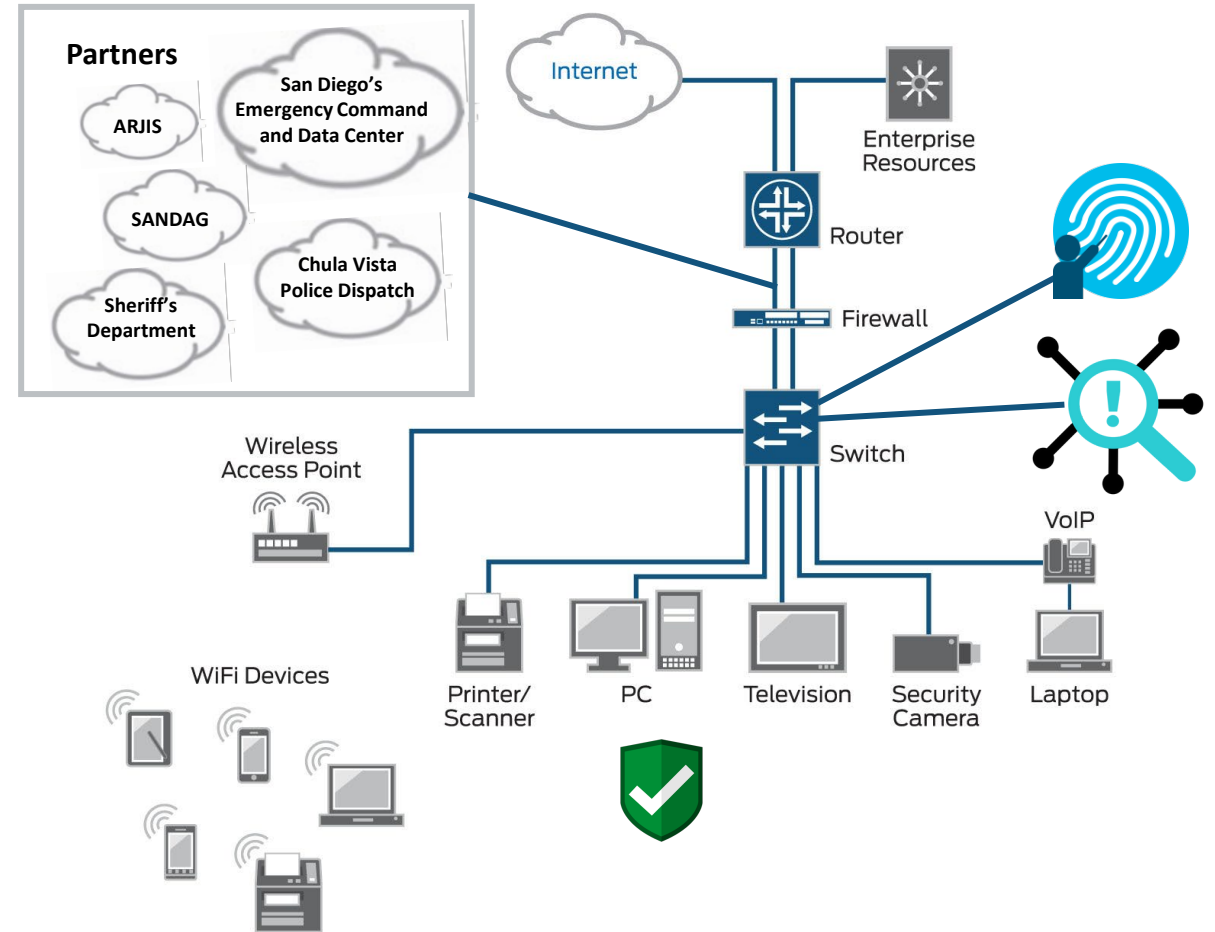 Partners
ARJIS
San Diego’s
Emergency Command
and Data Center
SANDAG
Chula Vista
Police Dispatch
Sheriff’s
Department
Internet
Enterprise
Resources
Router
Firewall
Switch
Wireless
Access Point
VoIP
WiFi Devices
Printer/
Scanner
PC
Television
Security
Camera
Laptop